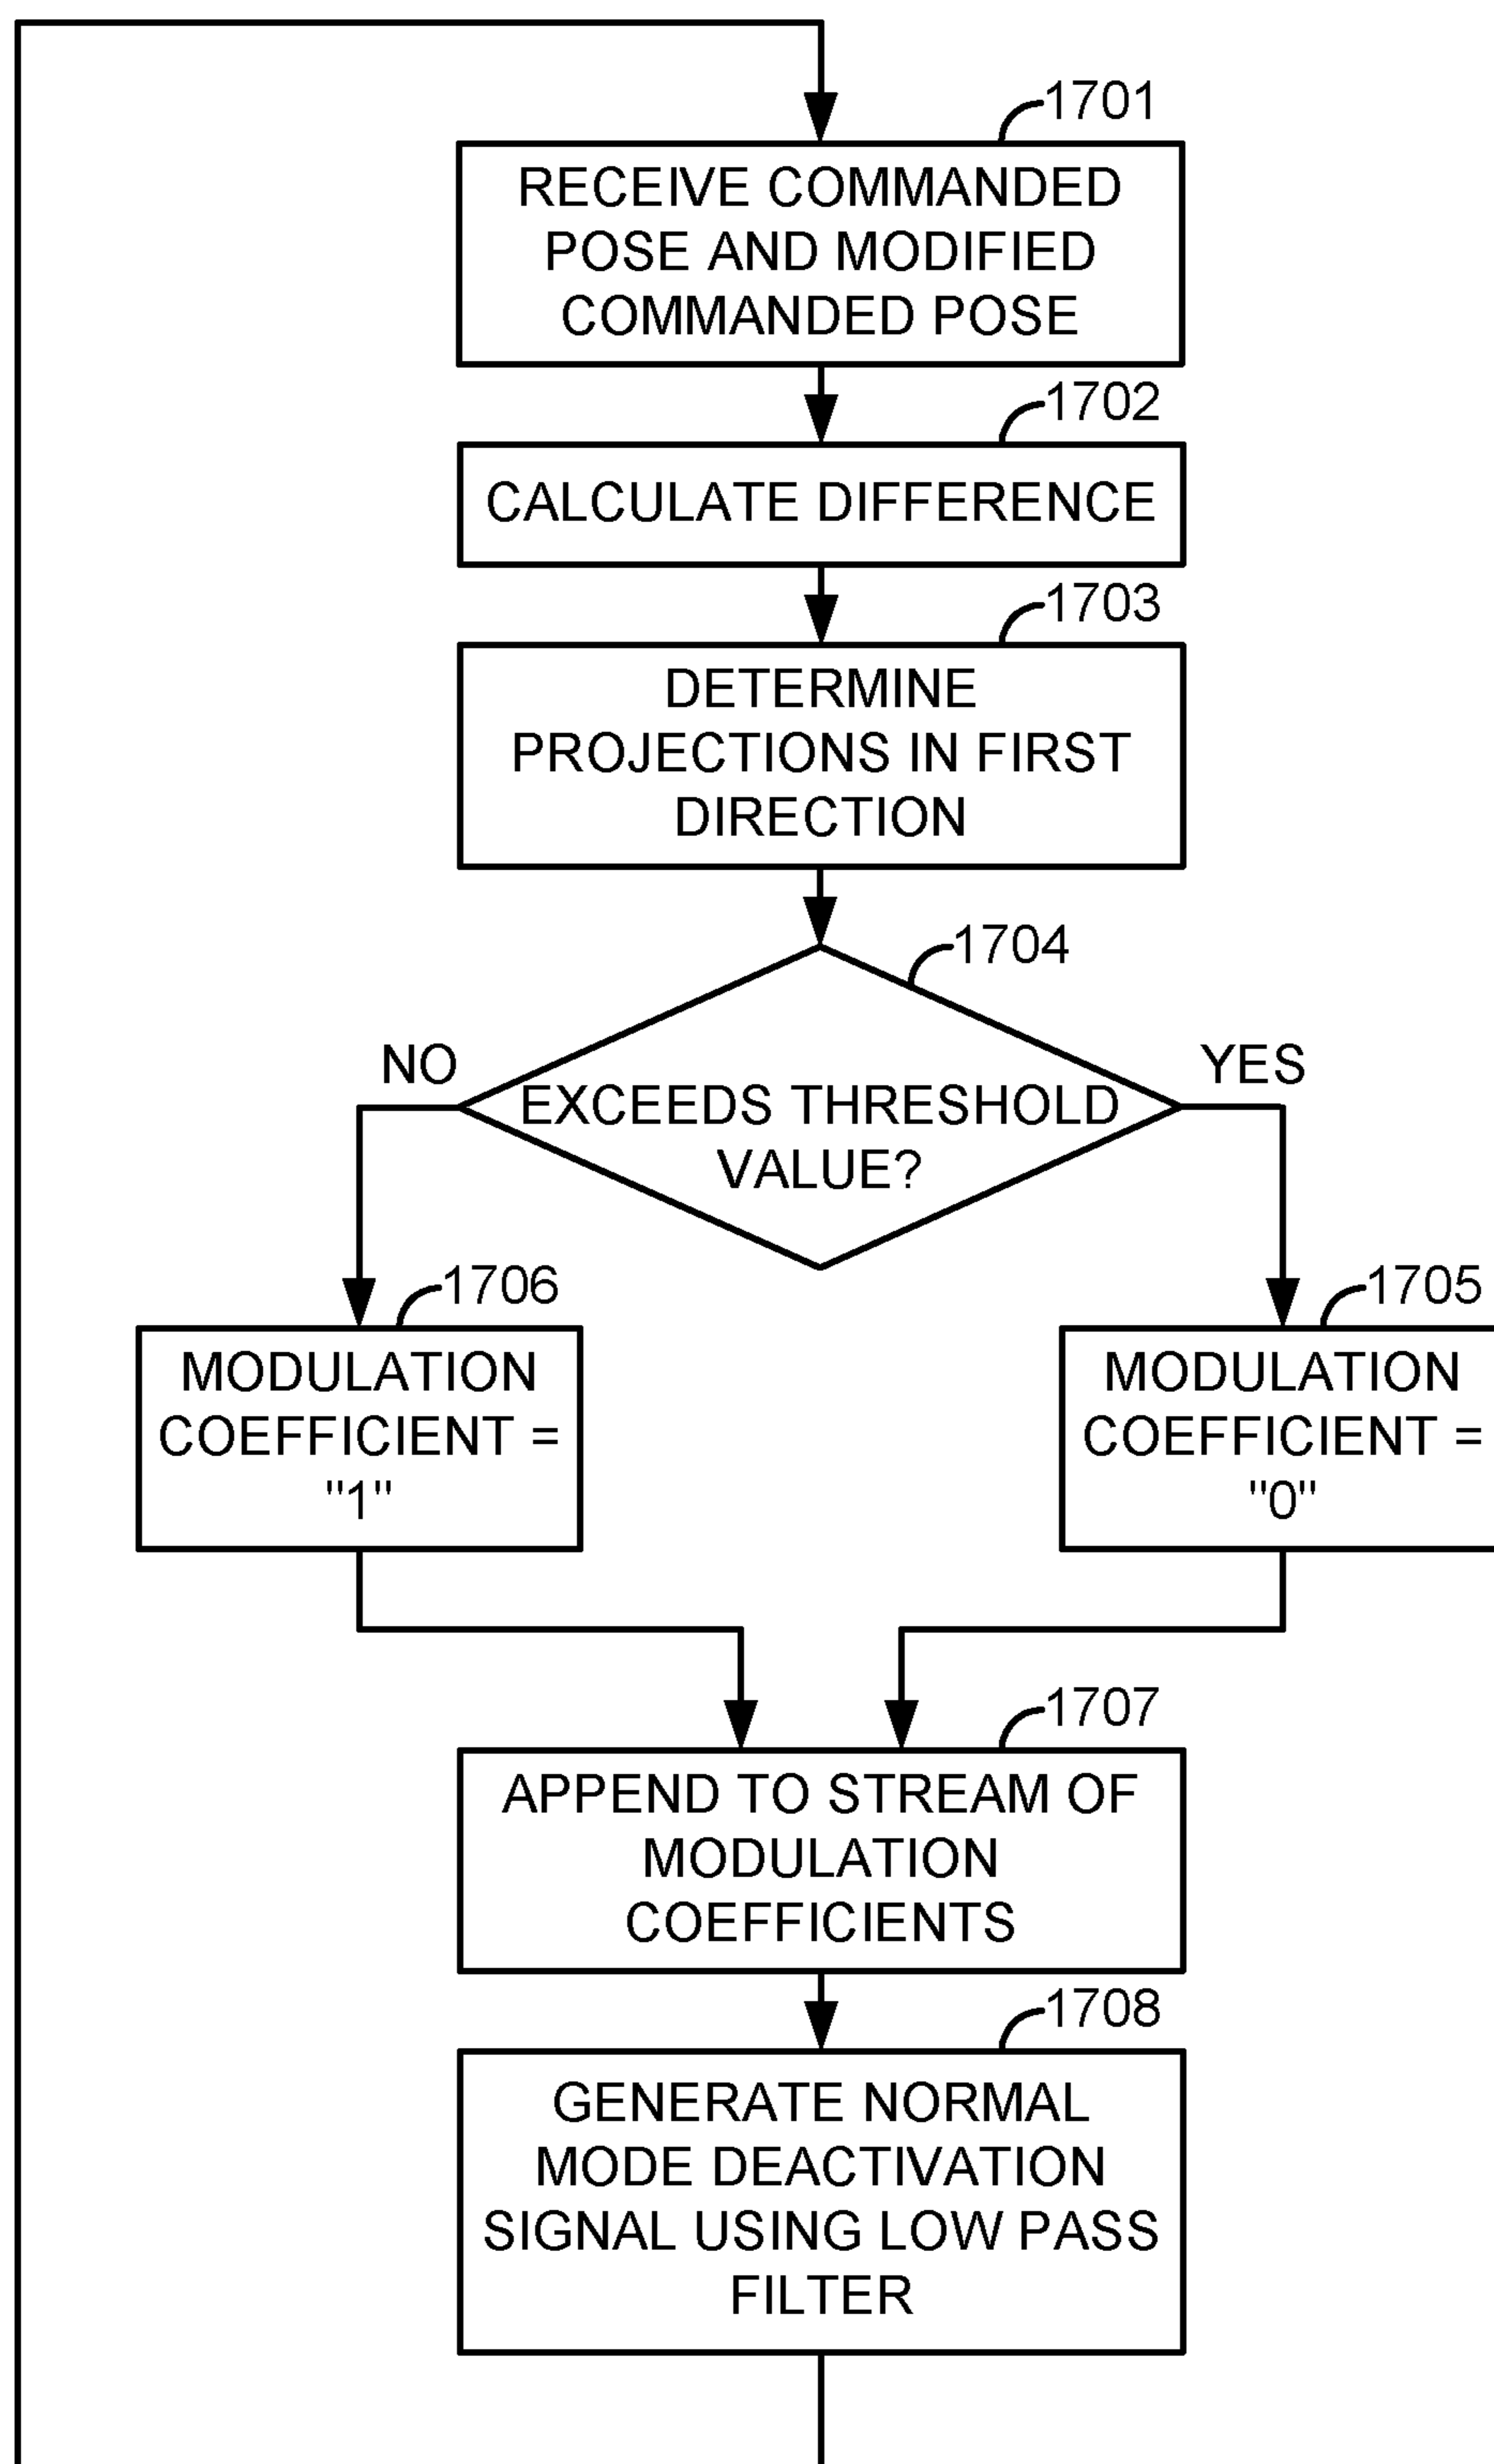 1701
RECEIVE COMMANDED
POSE AND MODIFIED
COMMANDED POSE
1702
CALCULATE DIFFERENCE
1703
DETERMINE
PROJECTIONS IN FIRST
DIRECTION
1704
NO
YES
EXCEEDS THRESHOLD
VALUE?
1706
MODULATION
COEFFICIENT =
"1"
1705
MODULATION
COEFFICIENT =
"0"
1707
APPEND TO STREAM OF
MODULATION
COEFFICIENTS
1708
GENERATE NORMAL
MODE DEACTIVATION
SIGNAL USING LOW PASS
FILTER